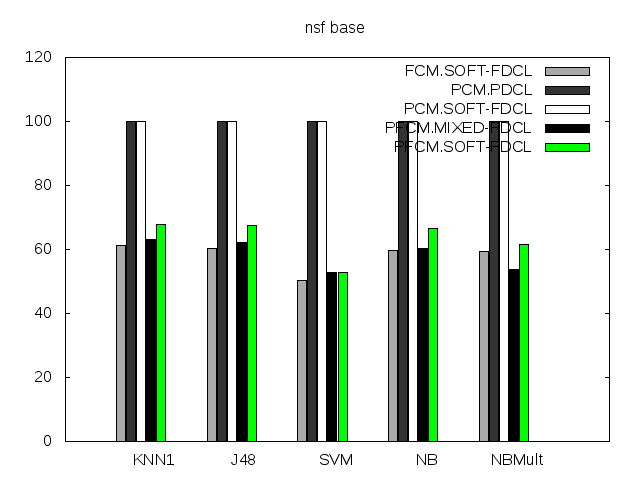 nsf base
120
100
80
60
40
20
0
FCM.SOFT-FDCL
PCM.PDCL
PCM.SOFT-FDCL
PFCM.MIXED-PDCL
PFCM.SOFT-FDCL
KNN1 J48 SVM NB NBMult